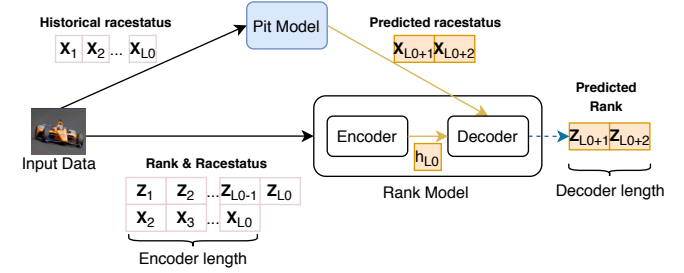 Historical racestatus
X1 X2 ... XL0
Pit Model
Predicted racestatus
XL0+1 XL0+2
Input Data
Encoder
hL0
Decoder
Rank Model
Predicted
Rank
ZL0+1 ZL0+2
Decoder length
Rank & Racestatus
Z1 Z2 ... ZL0-1 ZL0
X2 X3 ... XL0
Encoder length